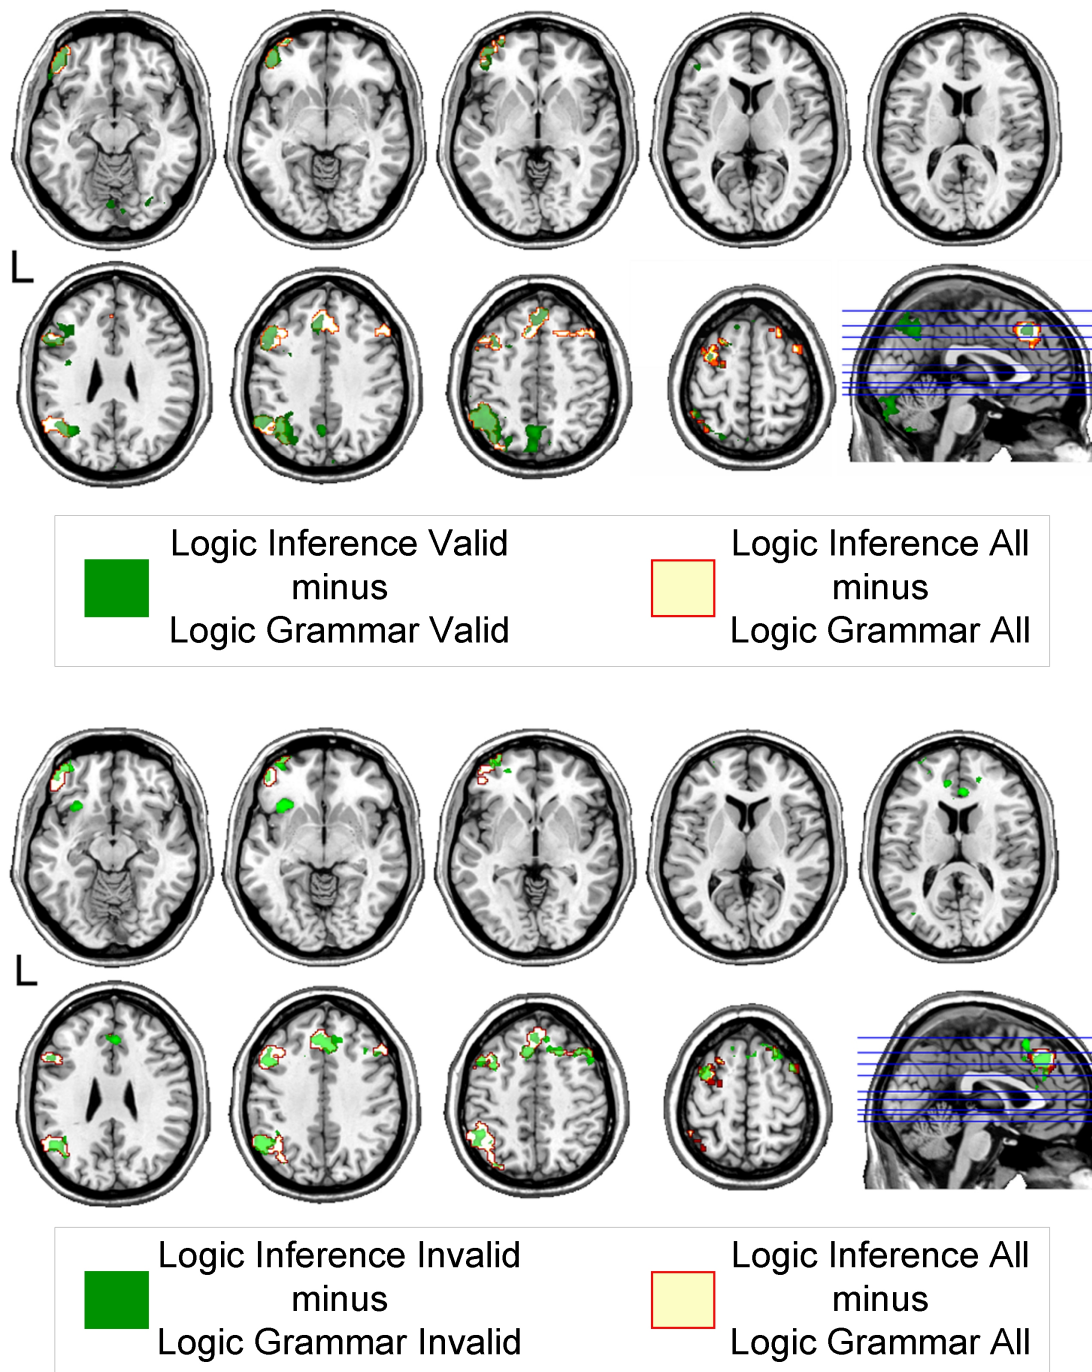 L
Logic Inference Valid
minus
Logic Grammar Valid
Logic Inference All
minus
Logic Grammar All
L
Logic Inference Invalid
minus
Logic Grammar Invalid
Logic Inference All
minus
Logic Grammar All